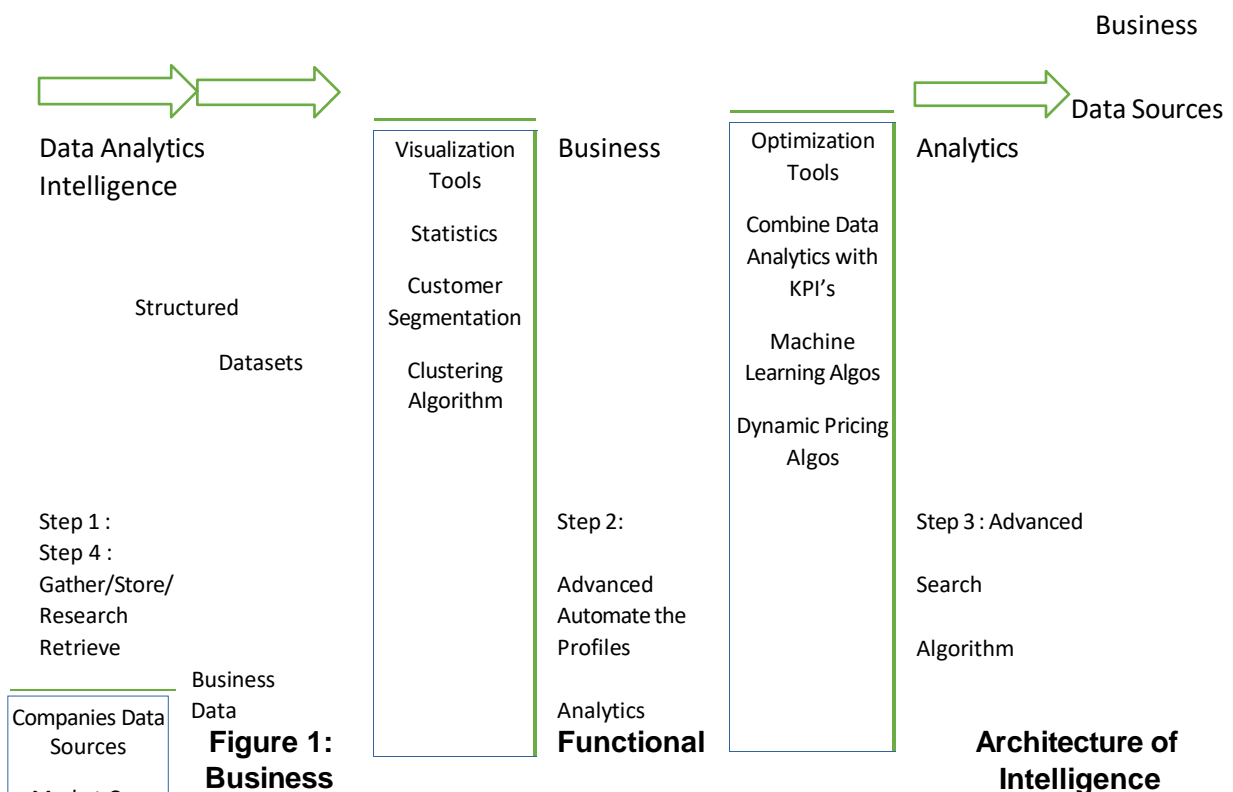 Business
Data Sources
Data Analytics
Intelligence
Structured
Datasets
Visualization
Tools
Statistics
Customer
Segmentation
Clustering
Algorithm
Business
Optimization
Tools
Combine Data
Analytics with
KPI’s
Machine
Learning Algos
Dynamic Pricing
Algos
Analytics
Step 1 :
Step 4 :
Gather/Store/
Research
Retrieve
Business
Data
Step 2:
Advanced
Automate the
Profiles
Analytics
Step 3 : Advanced
Search
Algorithm
Companies Data
Sources
Figure 1:
Business
Functional
Architecture of
Intelligence